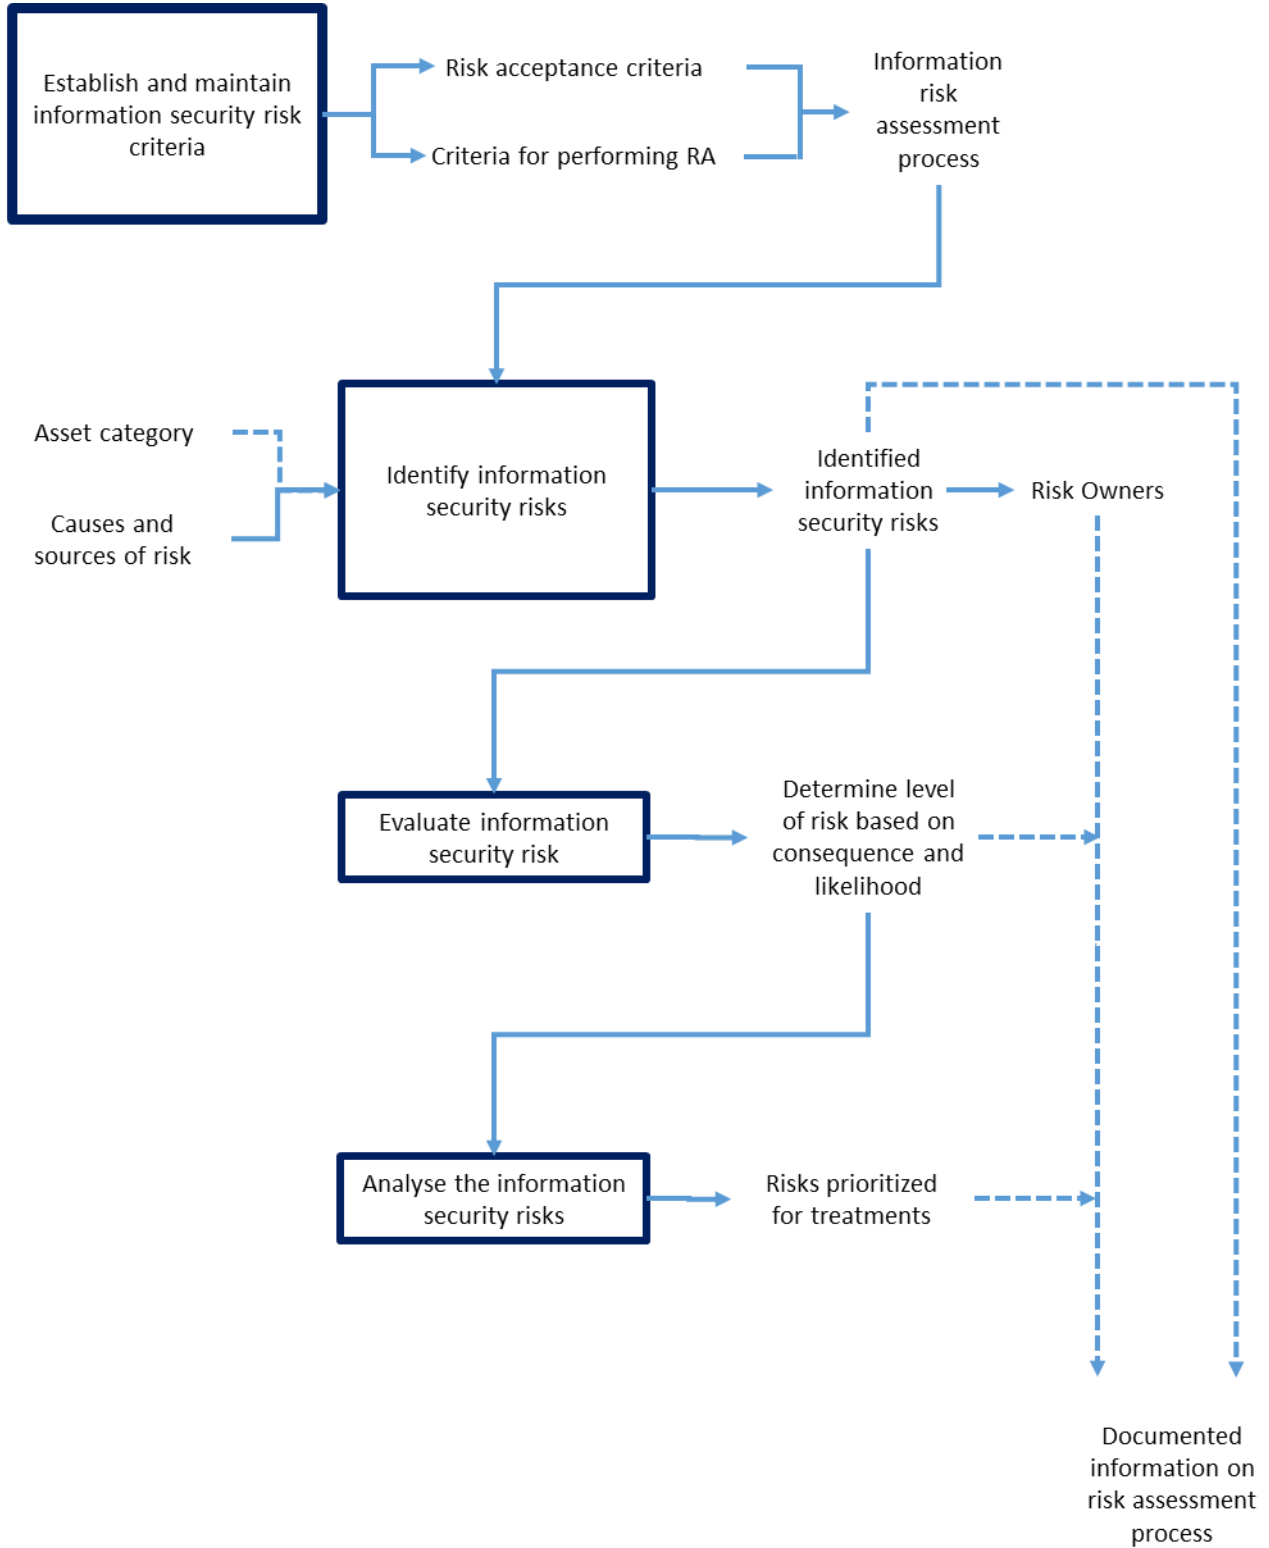 Establish and maintain
information security risk
criteria
Risk acceptance criteria
Criteria for performing RA
Information
risk
assessment
process
Asset category
Causes and
sources of risk
Identify information
security risks
Identified
information
security risks
Risk Owners
Evaluate information
security risk
Determine level
of risk based on
consequence and
likelihood
Analyse the information
security risks
Risks prioritized
for treatments
Documented
information on
risk assessment
process